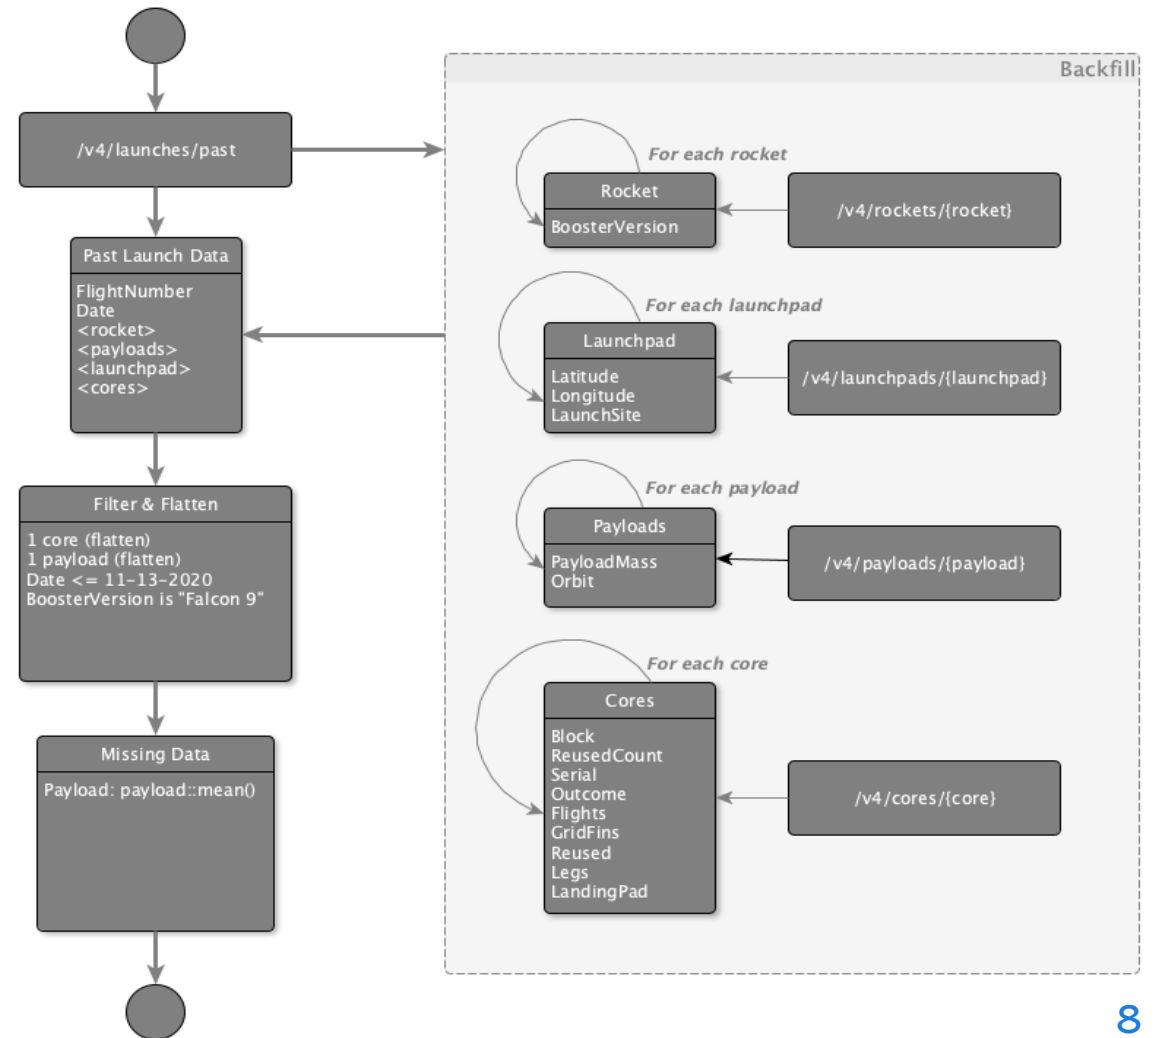 /v4/launches/past
Past Launch Data
FlightNumber
Date
<rocket>
<payloads>
<launchpad>
<cores>
Filter & Flatten
1 core (flatten)
1 payload (flatten)
Date <= 11-13-2020
BoosterVersion is "Falcon 9"
Missing Data
Payload: payload::mean()
Backfill
For each rocket
Rocket
BoosterVersion
/v4/rockets/{rocket}
For each launchpad
Launchpad
Latitude
Longitude
LaunchSite
/v4/launchpads/{launchpad}
For each payload
Payloads
PayloadMass
Orbit
/v4/payloads/{payload}
For each core
Cores
Block
ReusedCount
Serial
Outcome
Flights
GridFins
Reused
Legs
LandingPad
/v4/cores/{core}
8